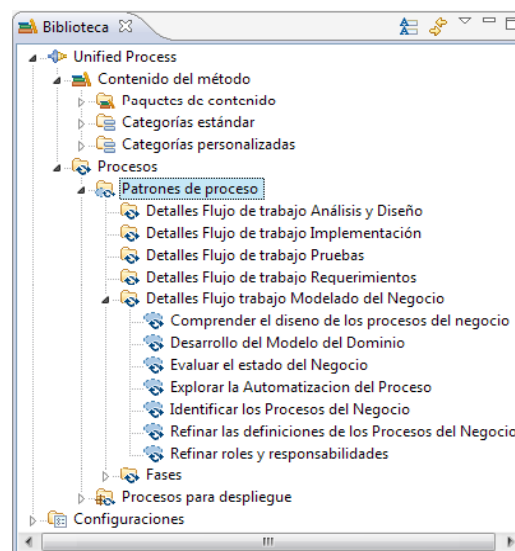 Biblioteca
Unified Process
Contenido del método
Paquetes de contenido
Categorías estándar
Categorías personalizadas
Procesos
Patrones de proceso
Detalles Flujo de trabajo Análisis y Diseño
Detalles Flujo de trabajo Implementación
Detalles Flujo de trabajo Pruebas
Detalles Flujo de trabajo Requerimientos
Detalles Flujo trabajo Modelado del Negocio
Comprender el diseno de los procesos del negocio
Desarrollo del Modelo del Dominio
Evaluar el estado del Negocio
Explorar la Automatizacion del Proceso
Identificar los Procesos del Negocio
Refinar las definiciones de los Procesos del Negocio
Refinar roles y responsabilidades
Fases
Procesos para despliegue
Configuraciones